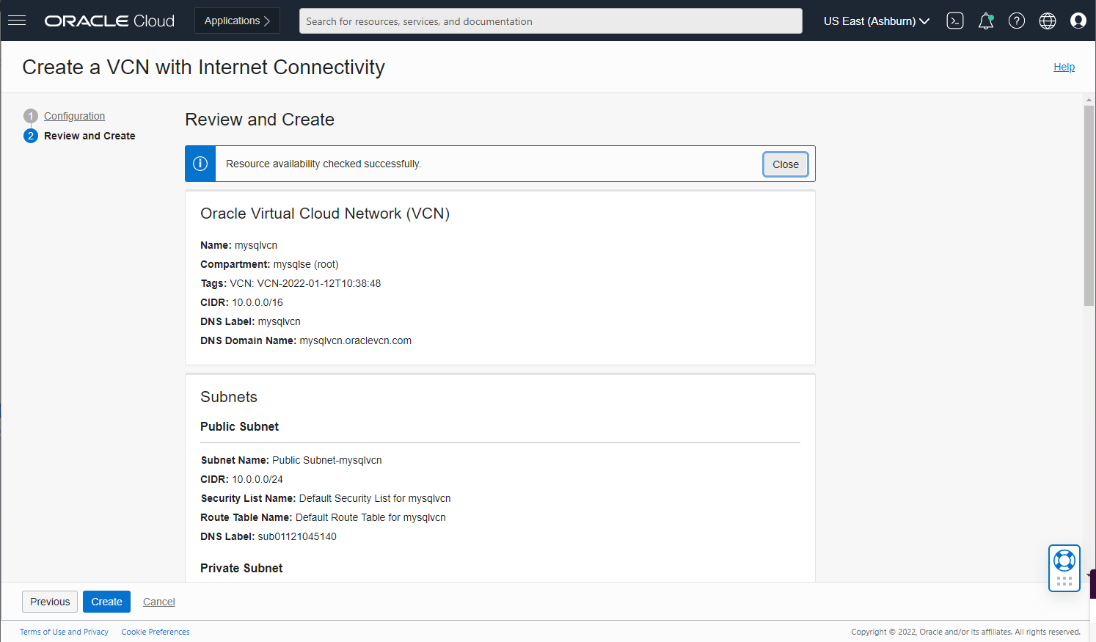 ORACLE Cloud
Applications
Search for resources, services, and documentation
US East (Ashburn)
Create a VCN with Internet Connectivity
Help
1 Configuration
2 Review and Create
Review and Create
Resource availability checked successfully.
Close
Oracle Virtual Cloud Network (VCN)
Name: mysqlvcn
Compartment: mysqlse (root)
Tags: VCN: VCN-2022-01-12T10:38:48
CIDR: 10.0.0.0/16
DNS Label: mysqlvcn
DNS Domain Name: mysqlvcn.oraclevcn.com
Subnets
Public Subnet
Subnet Name: Public Subnet-mysqlvcn
CIDR: 10.0.0.0/24
Security List Name: Default Security List for mysqlvcn
Route Table Name: Default Route Table for mysqlvcn
DNS Label: sub01121045140
Private Subnet
Previous
Create
Cancel
Terms of Use and Privacy
Cookie Preferences
Copyright © 2022, Oracle and/or its affiliates. All rights reserved.